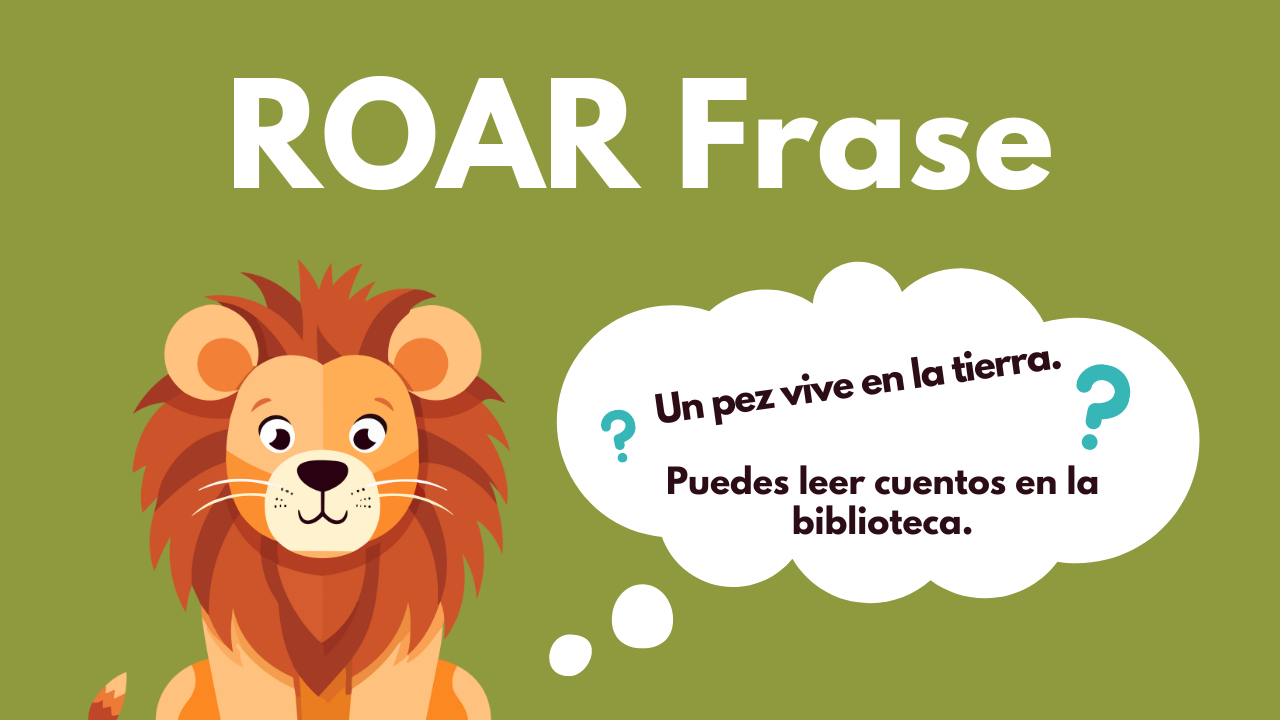 ROAR Frase
Un pez vive en la tierra.
? ?
Puedes leer cuentos en la
biblioteca.